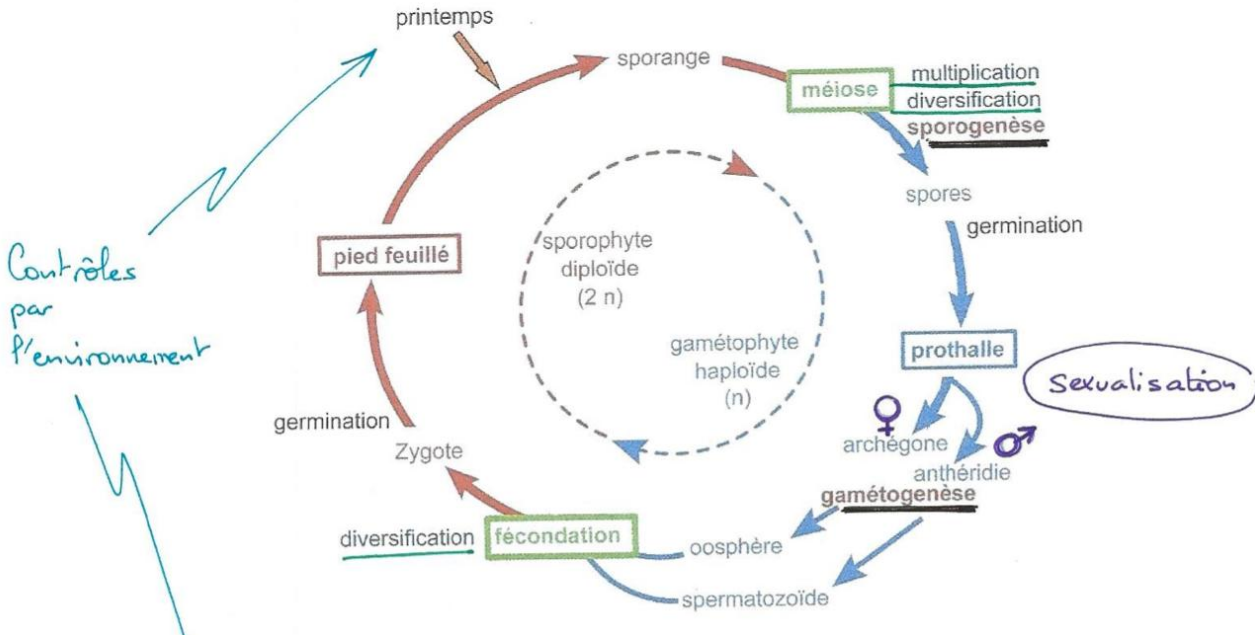 printemps
sporange
méiose
multiplication
diversification
sporogenèse
spores
germination
Contrôles
par
l'environnement
pied feuillé
sporophyte
diploïde
(2 n)
gamétophyte
haploïde
(n)
prothalle
Sexualisation
♀
archégone
♂
anthéridie
gamétogenèse
germination
Zygote
diversification
fécondation
oosphère
spermatozoïde